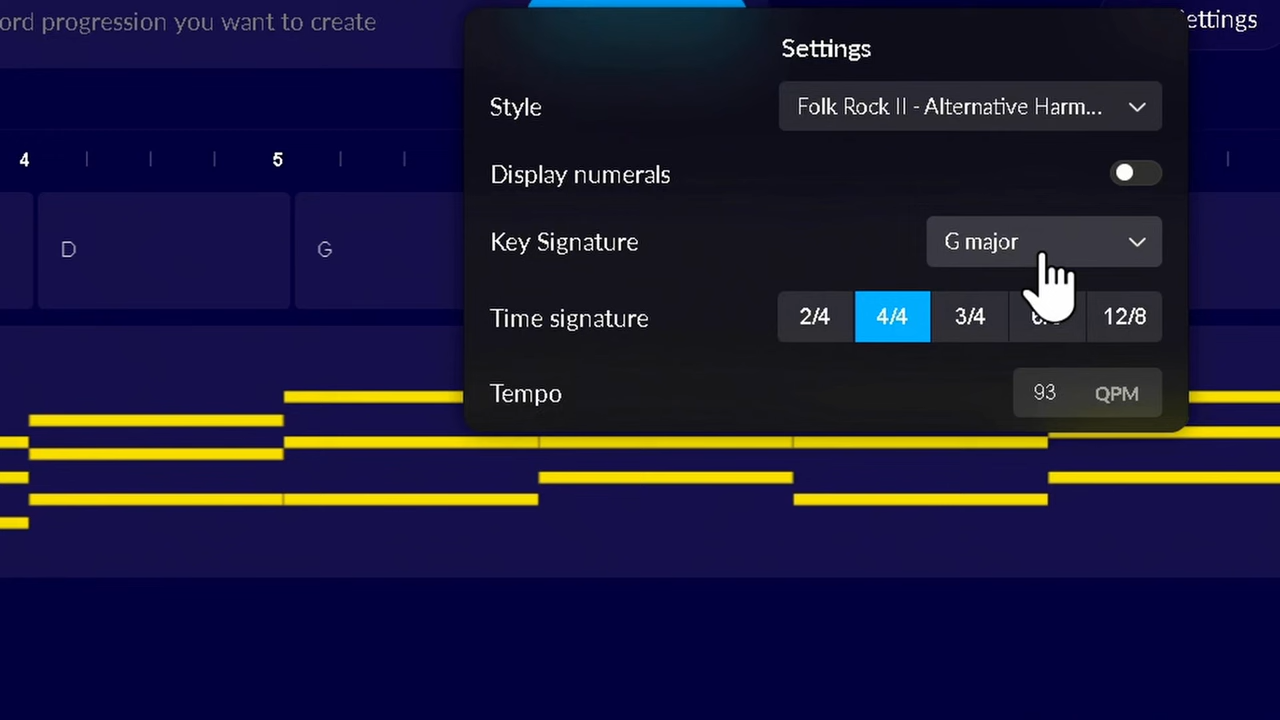 ord progression you want to create
ettings
Settings
Style
Folk Rock II - Alternative Harm...
Display numerals
Key Signature
G major
Time signature
2/4
4/4
3/4
12/8
Tempo
93
QPM
4
5
D
G